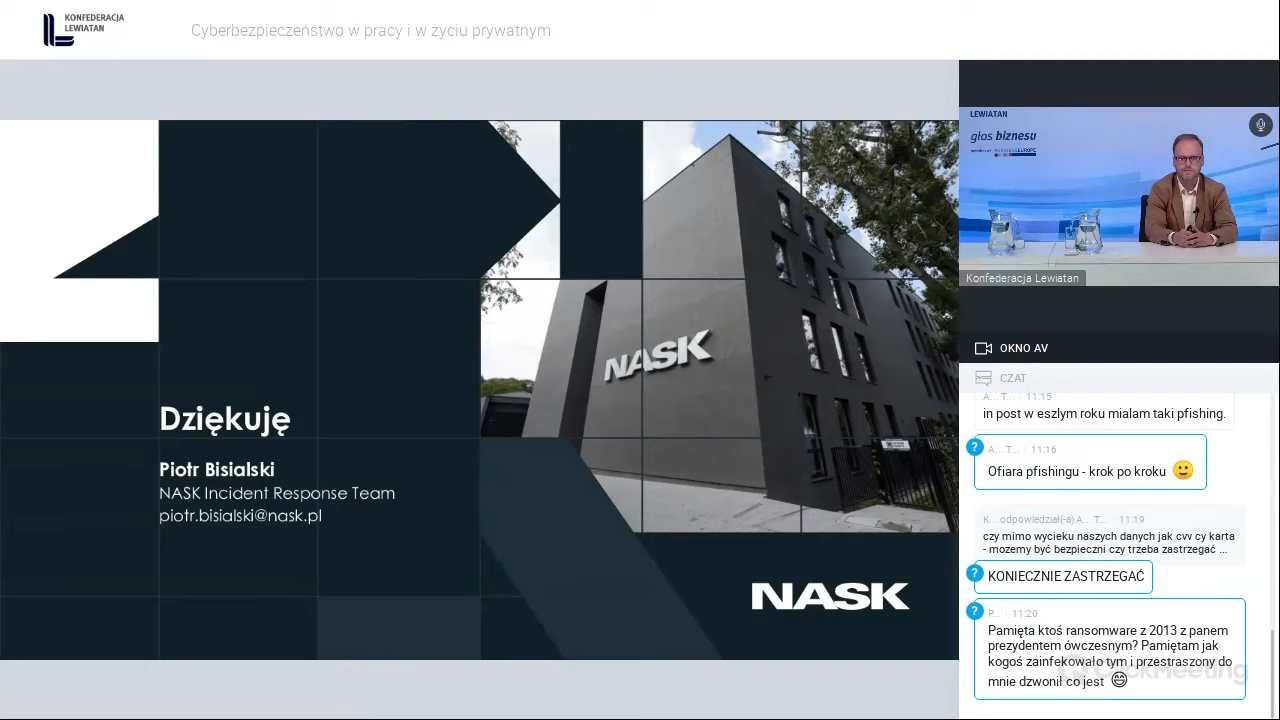 KONFEDERACJA
LEWIATAN
Cyberbezpieczeństwo w pracy i w życiu prywatnym
NASK
Dziękuję
Piotr Bisialski
NASK Incident Response Team
piotr.bisialski@nask.pl
NASK
LEWIATAN
głos biznesu
member of BUSINESSEUROPE
Konfederacja Lewiatan
OKNO AV
CZAT
A... T... 11:15
in post w eszlym roku mialam taki pfishing.
? A... T... 11:16
Ofiara pfishingu - krok po kroku 🙂
K... odpowiedział(-a) A... T... 11:19
czy mimo wycieku naszych danych jak cvv cy karta
- mozemy być bezpieczni czy trzeba zastrzegać ...
? KONIECZNIE ZASTRZEGAĆ
? P... 11:20
Pamięta ktoś ransomware z 2013 z panem
prezydentem ówczesnym? Pamiętam jak
kogoś zainfekowało tym i przestraszony do
mnie dzwonił co jest 😄
ClickMeeting